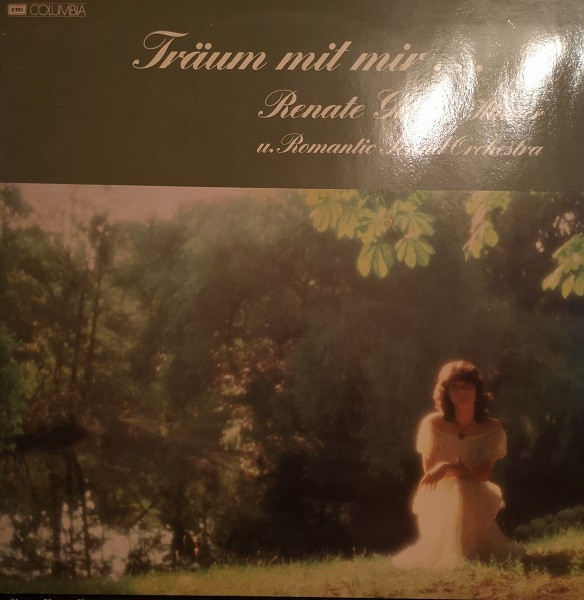 EMI COLUMBIA
Träum mit mir...
Renate
u. Romantic Orchestra